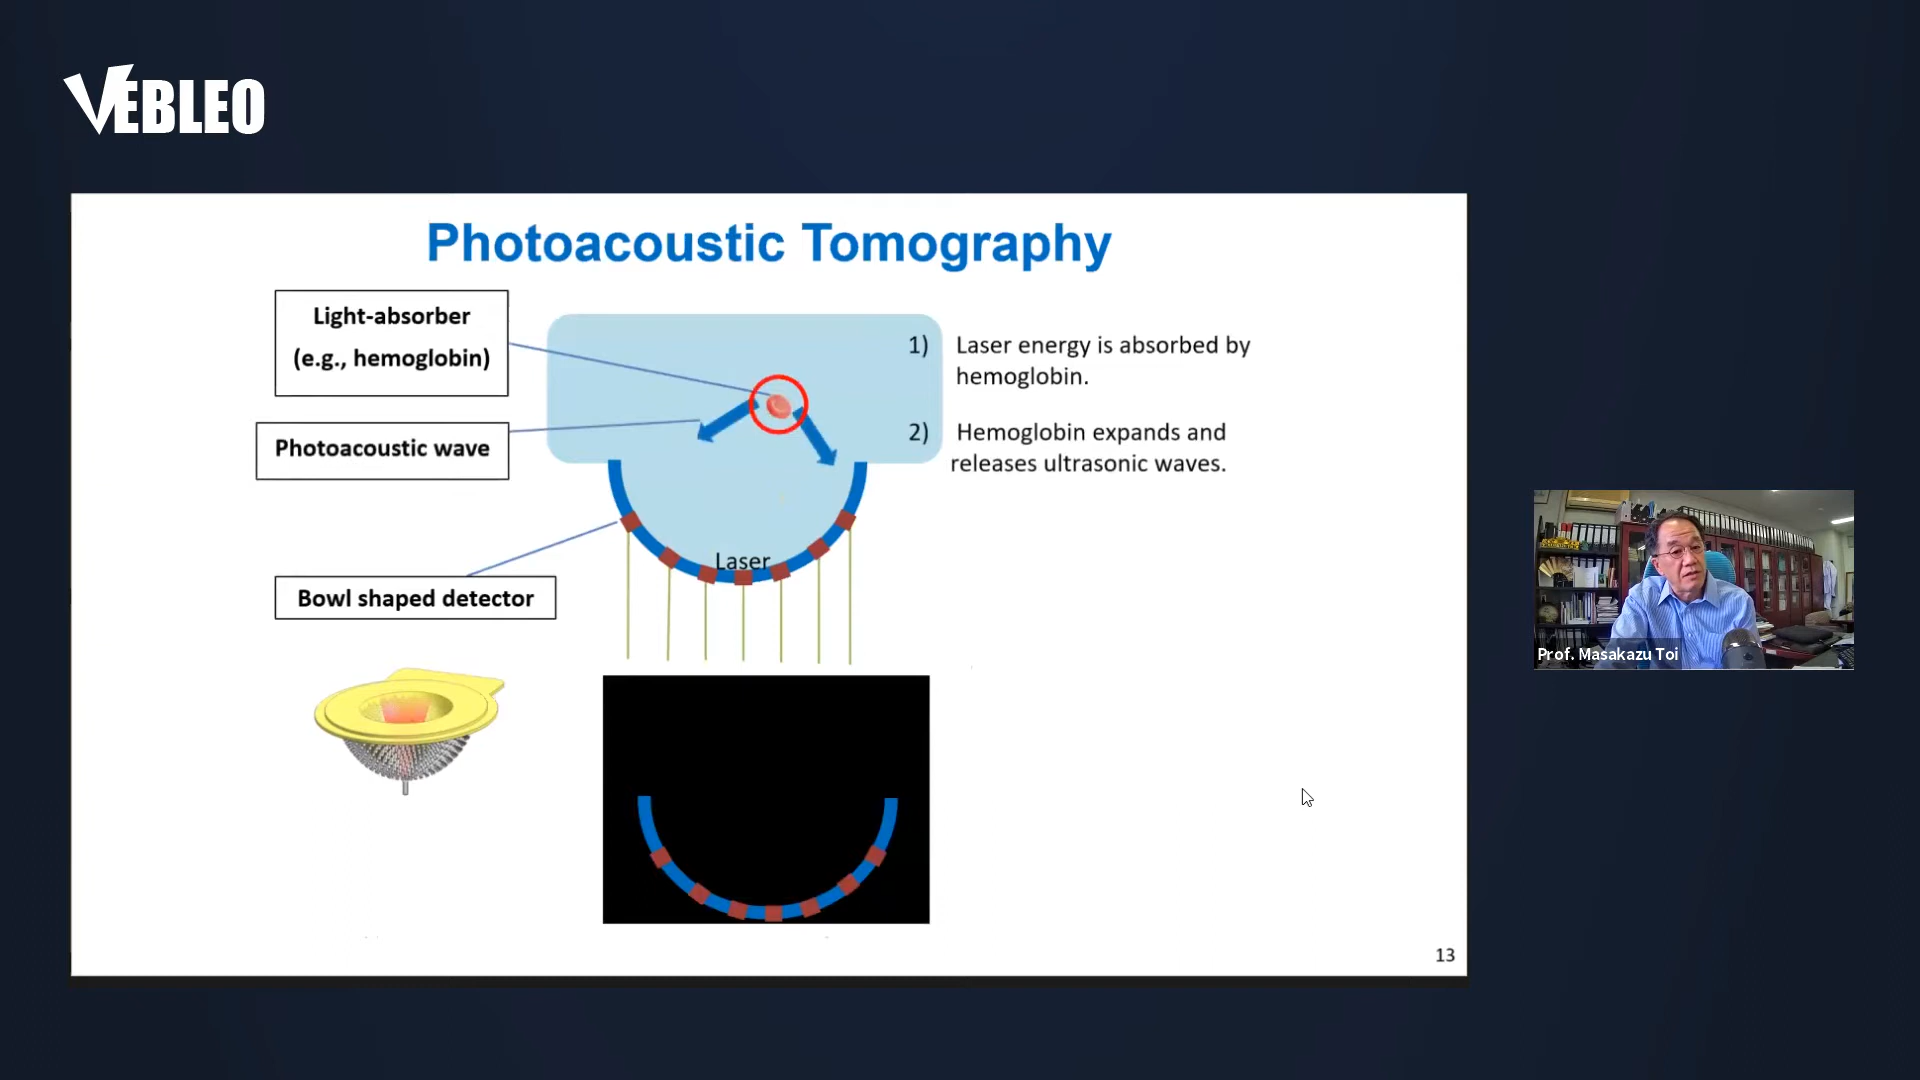 VEBLEO
Photoacoustic Tomography
Light-absorber
(e.g., hemoglobin)
Photoacoustic wave
Bowl shaped detector
Laser
1) Laser energy is absorbed by
hemoglobin.
2) Hemoglobin expands and
releases ultrasonic waves.
13
Prof. Masakazu Toi